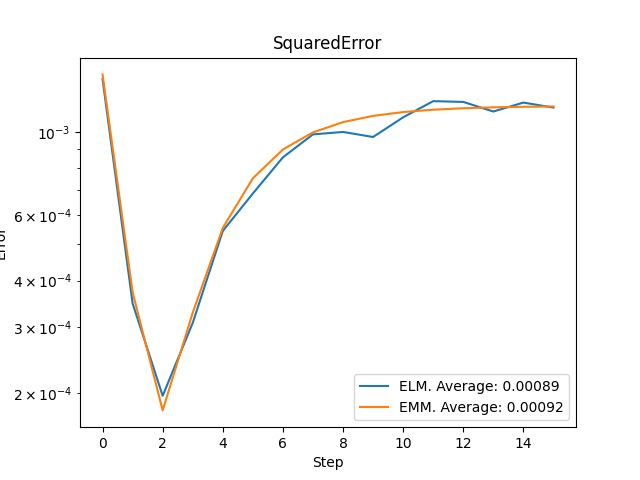 SquaredError
Error
10⁻³
6 × 10⁻⁴
4 × 10⁻⁴
3 × 10⁻⁴
2 × 10⁻⁴
ELM. Average: 0.00089
EMM. Average: 0.00092
0 2 4 6 8 10 12 14
Step